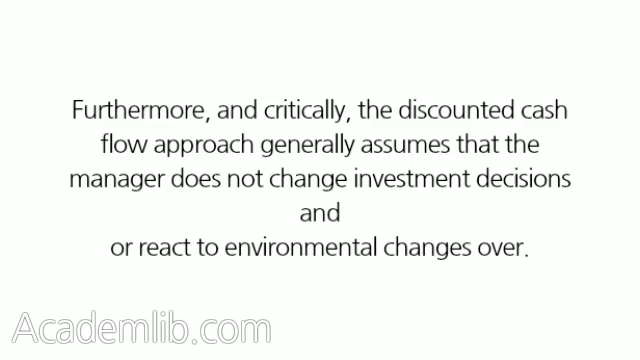 Furthermore, and critically, the discounted cash
flow approach generally assumes that the
manager does not change investment decisions
and
or react to environmental changes over.
Academlib.com